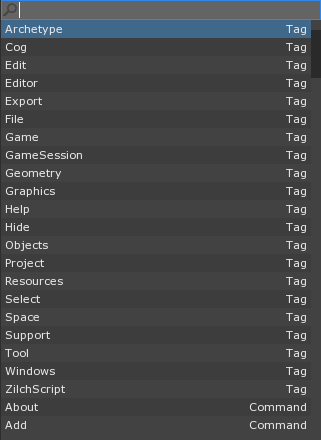 Archetype Tag
Cog Tag
Edit Tag
Editor Tag
Export Tag
File Tag
Game Tag
GameSession Tag
Geometry Tag
Graphics Tag
Help Tag
Hide Tag
Objects Tag
Project Tag
Resources Tag
Select Tag
Space Tag
Support Tag
Tool Tag
Windows Tag
ZilchScript Tag
About Command
Add Command